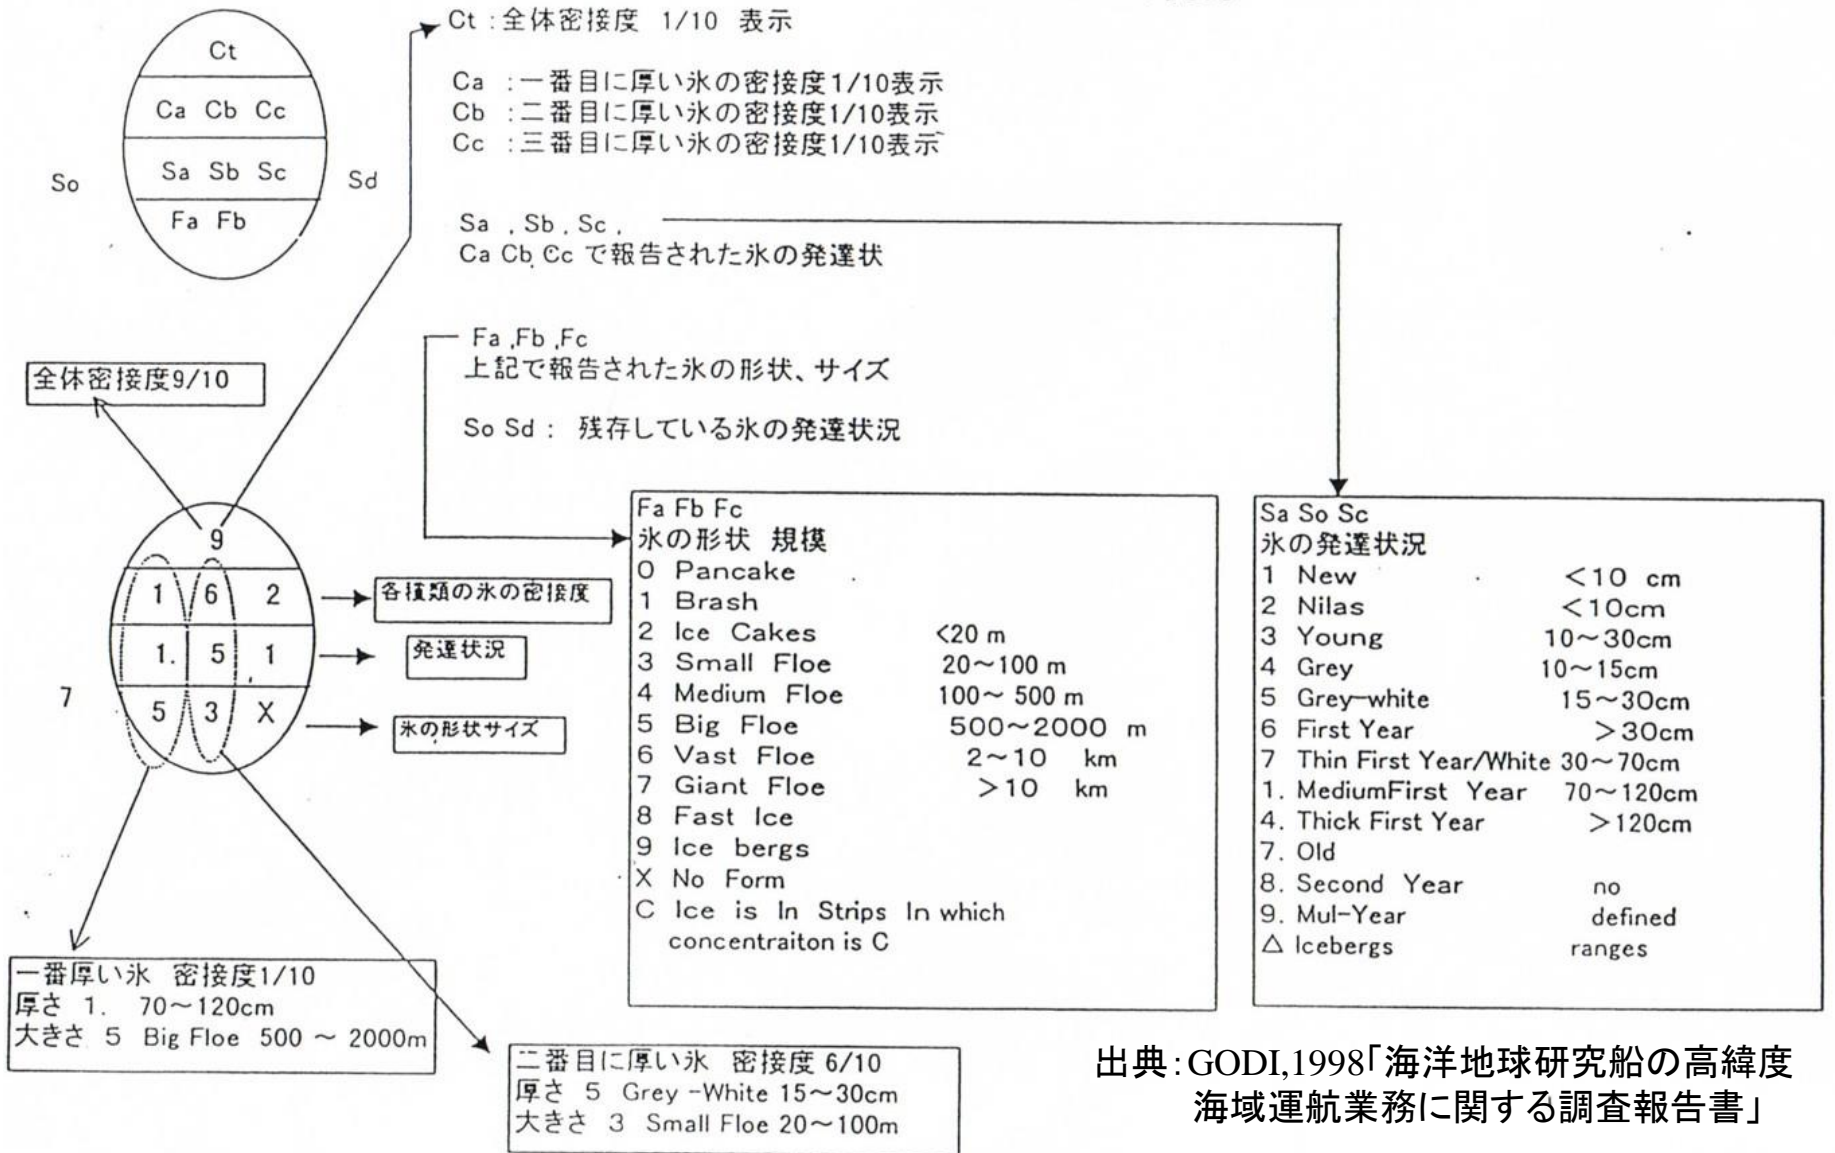 Ct
Ca Cb Cc
Sa Sb Sc
Fa Fb
So
Sd
Ct : 全体密接度 1/10 表示
Ca : 一番目に厚い氷の密接度1/10表示
Cb : 二番目に厚い氷の密接度1/10表示
Cc : 三番目に厚い氷の密接度1/10表示
Sa , Sb , Sc ,
Ca Cb Cc で報告された氷の発達状
Fa ,Fb ,Fc
上記で報告された氷の形状、サイズ
So Sd : 残存している氷の発達状況
全体密接度9/10
9
1 6 2
1. 5 1
5 3 X
7
各種類の氷の密接度
発達状況
氷の形状サイズ
Fa Fb Fc
氷の形状 規模
0 Pancake
1 Brash
2 Ice Cakes <20 m
3 Small Floe 20~100 m
4 Medium Floe 100~ 500 m
5 Big Floe 500~2000 m
6 Vast Floe 2~10 km
7 Giant Floe >10 km
8 Fast Ice
9 Ice bergs
X No Form
C Ice is In Strips In which
concentraiton is C
Sa So Sc
氷の発達状況
1 New <10 cm
2 Nilas <10cm
3 Young 10~30cm
4 Grey 10~15cm
5 Grey-white 15~30cm
6 First Year >30cm
7 Thin First Year/White 30~70cm
1. MediumFirst Year 70~120cm
4. Thick First Year >120cm
7. Old
8. Second Year no
9. Mul-Year defined
△ Icebergs ranges
一番厚い氷 密接度1/10
厚さ 1. 70~120cm
大きさ 5 Big Floe 500 ~ 2000m
二番目に厚い氷 密接度 6/10
厚さ 5 Grey -White 15~30cm
大きさ 3 Small Floe 20~100m
出典:GODI,1998「海洋地球研究船の高緯度
海域運航業務に関する調査報告書」